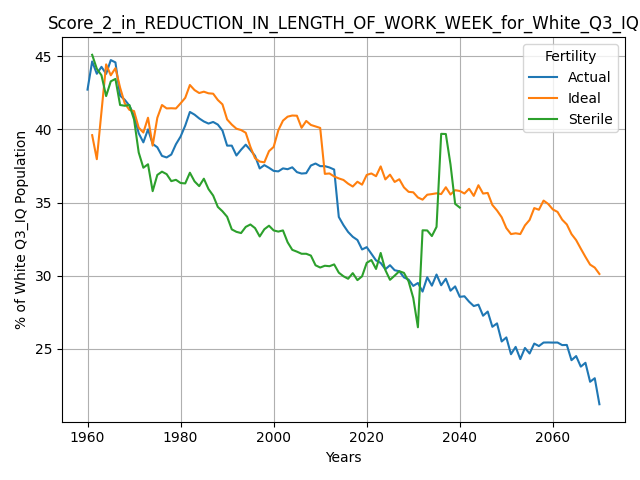 Score_2_in_REDUCTION_IN_LENGTH_OF_WORK_WEEK_for_White_Q3_IQ
Fertility
Actual
Ideal
Sterile
% of White Q3_IQ Population
45
40
35
30
25
1960
1980
2000
2020
2040
2060
Years